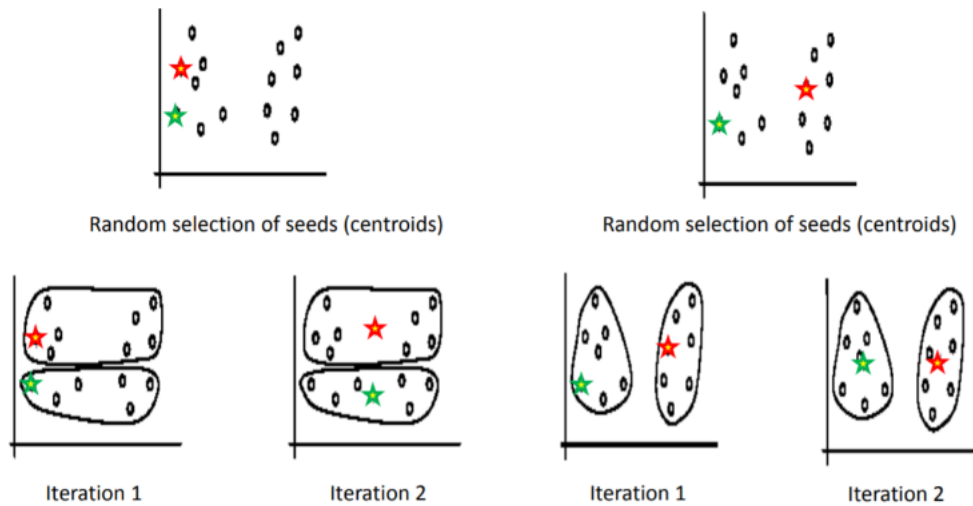 Random selection of seeds (centroids)
Random selection of seeds (centroids)
Iteration 1
Iteration 2
Iteration 1
Iteration 2